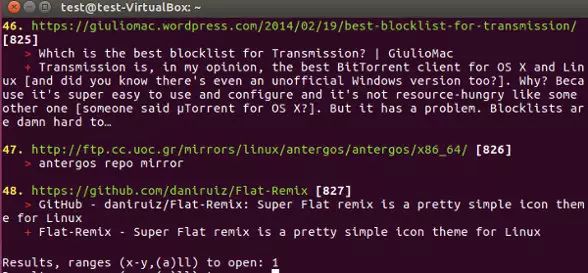 test@test-VirtualBox: ~
46. https://giuliomac.wordpress.com/2014/02/19/best-blocklist-for-transmission/
[825]
> Which is the best blocklist for Transmission? | GiulioMac
+ Transmission is, in my opinion, the best BitTorrent client for OS X and Lin
ux [and did you know there's even an unofficial Windows version too?]. Why? Beca
use it's super easy to use and configure and it's not resource-hungry like some
other one [someone said µTorrent for OS X?]. But it has a problem. Blocklists ar
e damn hard to…
47. http://ftp.cc.uoc.gr/mirrors/linux/antergos/antergos/x86_64/ [826]
> antergos repo mirror
48. https://github.com/daniruiz/Flat-Remix [827]
> GitHub - daniruiz/Flat-Remix: Super Flat remix is a pretty simple icon them
e for Linux
+ Flat-Remix - Super Flat remix is a pretty simple icon theme for Linux
Results, ranges (x-y,(a)ll) to open: 1